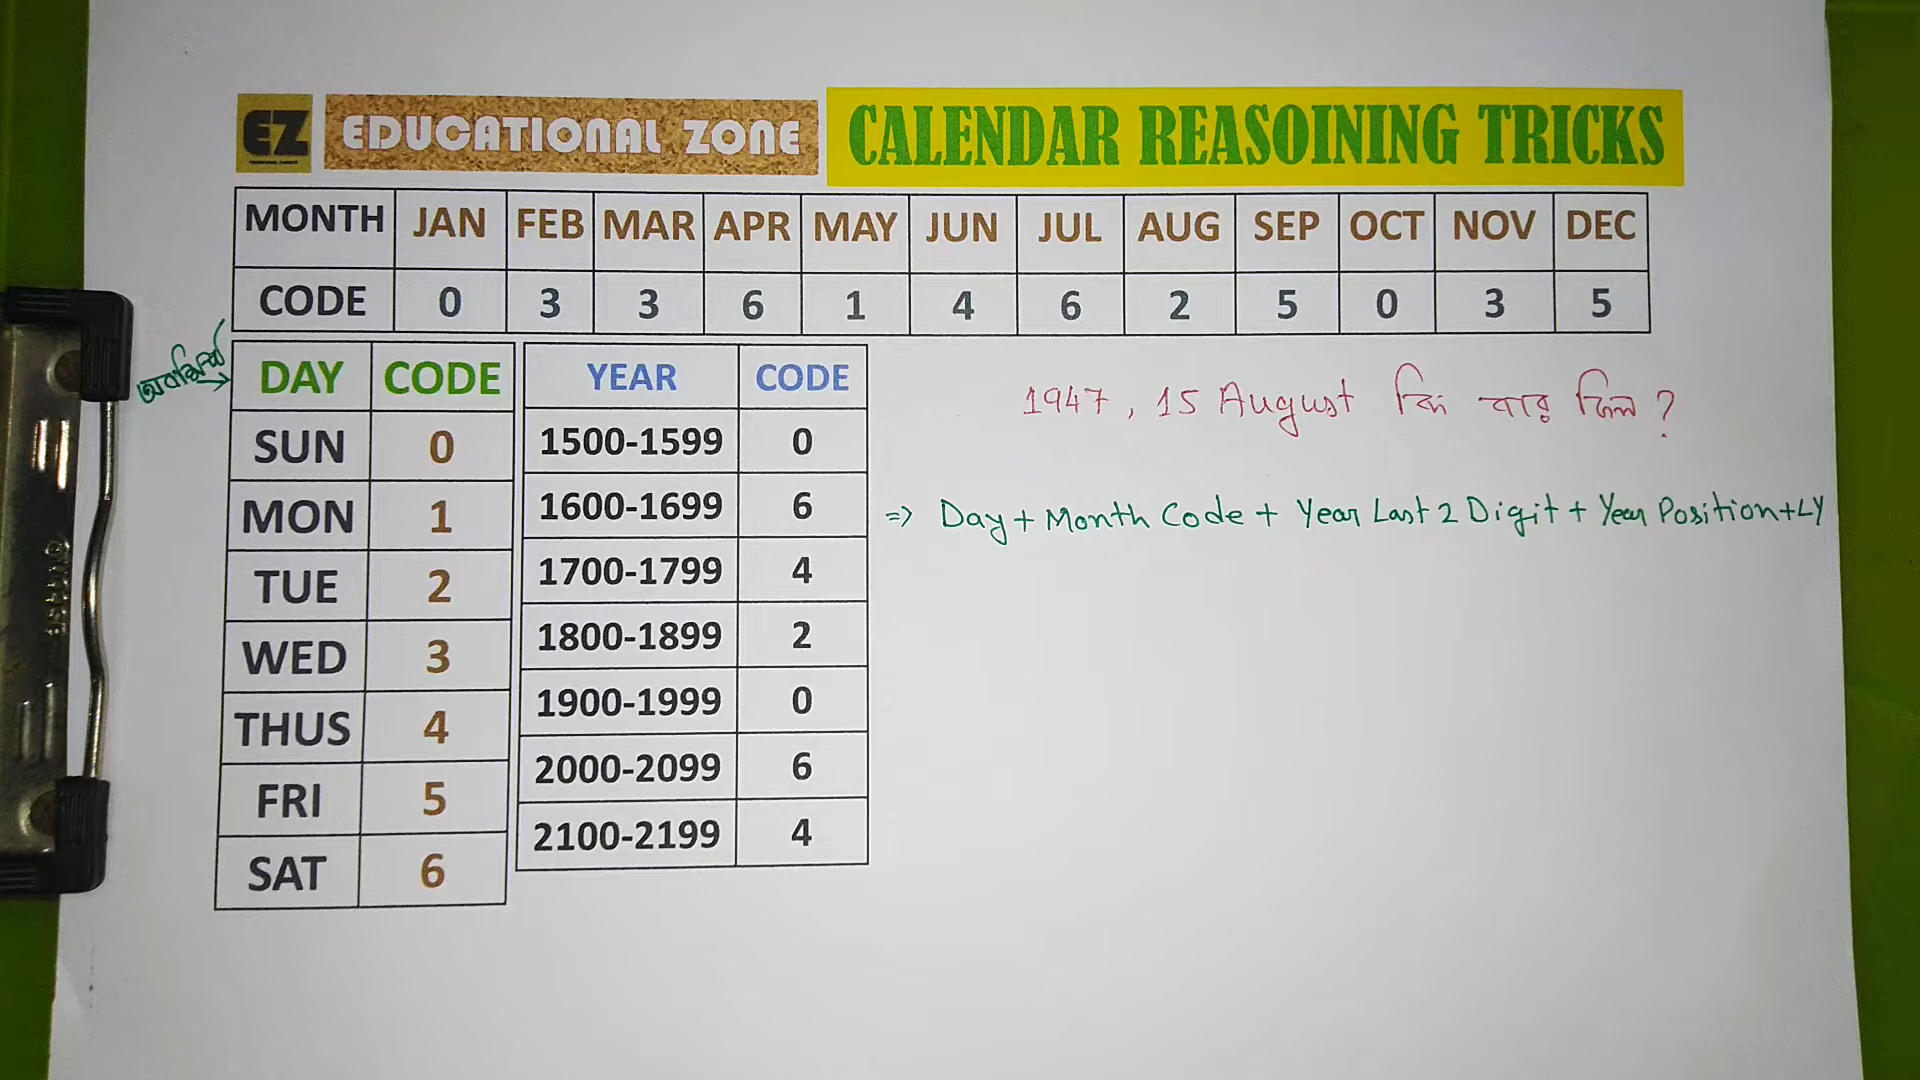 EZ EDUCATIONAL ZONE CALENDAR REASOINING TRICKS
MONTH JAN FEB MAR APR MAY JUN JUL AUG SEP OCT NOV DEC
CODE 0 3 3 6 1 4 6 2 5 0 3 5
DAY CODE
SUN 0
MON 1
TUE 2
WED 3
THUS 4
FRI 5
SAT 6
YEAR CODE
1500-1599 0
1600-1699 6
1700-1799 4
1800-1899 2
1900-1999 0
2000-2099 6
2100-2199 4
1947, 15 August কি বার ছিল?
=> Day + Month Code + Year Last 2 Digit + Year Position + LY